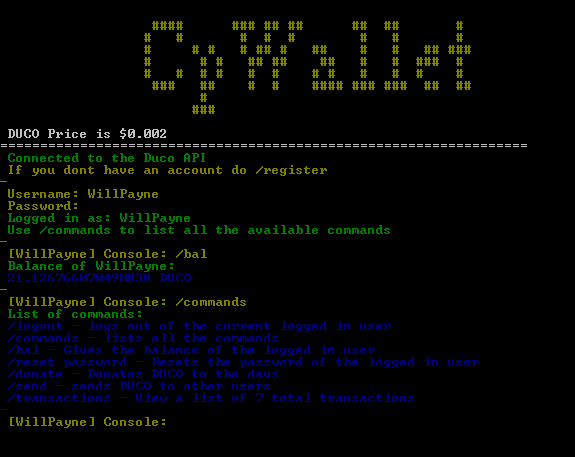 DUCO Price is $0.002
Connected to the Duco API
If you dont have an account do /register
Username: WillPayne
Password:
Logged in as: WillPayne
Use /commands to list all the available commands
[WillPayne] Console: /bal
Balance of WillPayne:
DUCO
[WillPayne] Console: /commands
List of commands:
/logout - logs out of the current logged in user
/commands - lists all the commands
/bal - Gives the balance of the logged in user
/reset password - Resets the password of the logged in user
/donate - Donates DUCO to the devs
/send - sends DUCO to other users
/transactions - View a list of 7 total transactions
[WillPayne] Console: